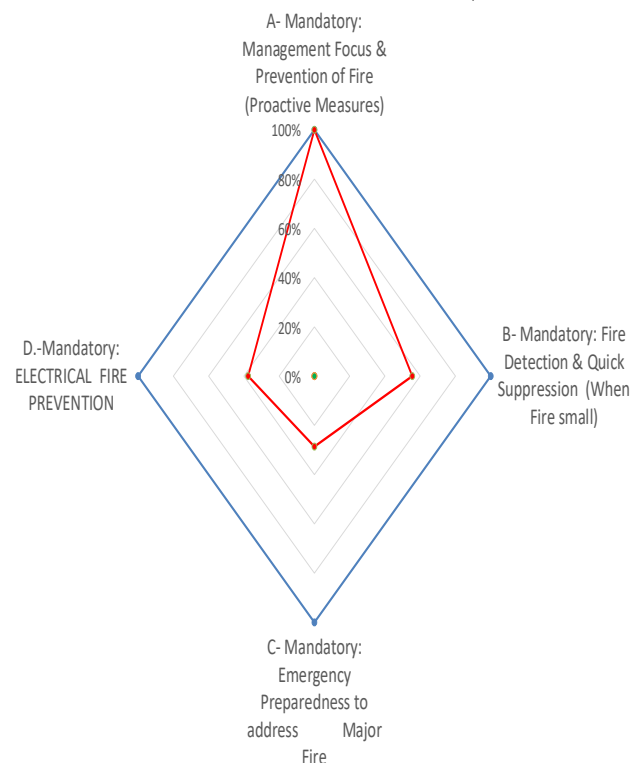 A- Mandatory:
Management Focus &
Prevention of Fire
(Proactive Measures)
100%
80%
60%
40%
20%
0%
D.-Mandatory:
ELECTRICAL FIRE
PREVENTION
B- Mandatory: Fire
Detection & Quick
Suppression (When
Fire small)
C- Mandatory:
Emergency
Preparedness to
address Major
Fire